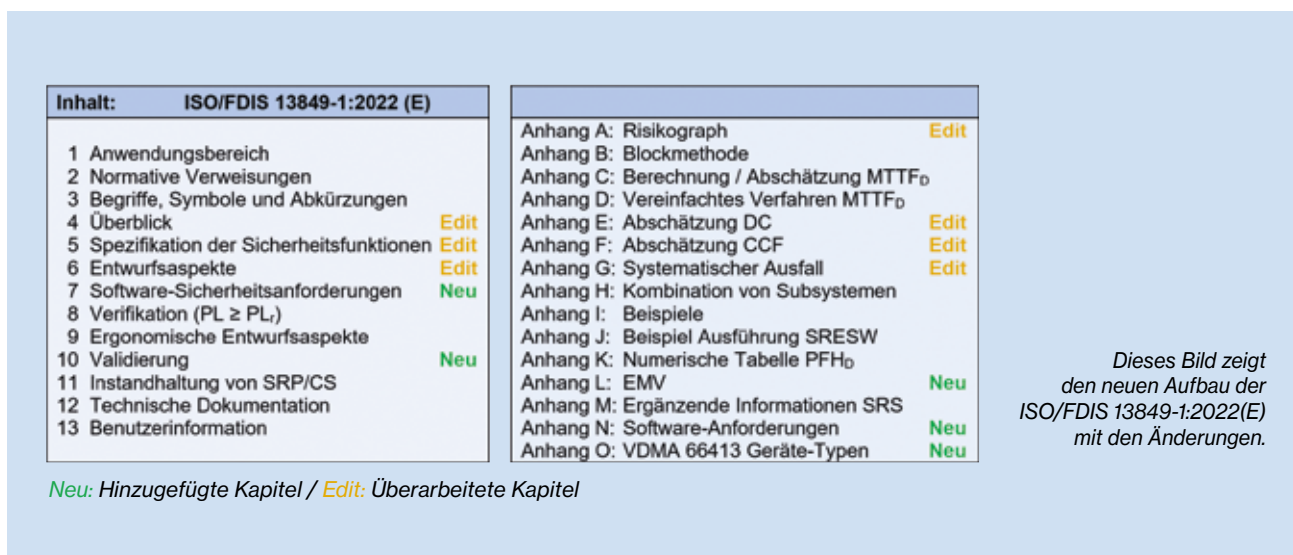 Inhalt: ISO/FDIS 13849-1:2022 (E)
1 Anwendungsbereich
2 Normative Verweisungen
3 Begriffe, Symbole und Abkürzungen
4 Überblick Edit
5 Spezifikation der Sicherheitsfunktionen Edit
6 Entwurfsaspekte Edit
7 Software-Sicherheitsanforderungen Neu
8 Verifikation (PL ≥ PLr)
9 Ergonomische Entwurfsaspekte
10 Validierung Neu
11 Instandhaltung von SRP/CS
12 Technische Dokumentation
13 Benutzerinformation
Anhang A: Risikograph Edit
Anhang B: Blockmethode
Anhang C: Berechnung / Abschätzung MTTFD
Anhang D: Vereinfachtes Verfahren MTTFD
Anhang E: Abschätzung DC Edit
Anhang F: Abschätzung CCF Edit
Anhang G: Systematischer Ausfall Edit
Anhang H: Kombination von Subsystemen
Anhang I: Beispiele
Anhang J: Beispiel Ausführung SRESW
Anhang K: Numerische Tabelle PFHD
Anhang L: EMV Neu
Anhang M: Ergänzende Informationen SRS
Anhang N: Software-Anforderungen Neu
Anhang O: VDMA 66413 Geräte-Typen Neu
Dieses Bild zeigt
den neuen Aufbau der
ISO/FDIS 13849-1:2022(E)
mit den Änderungen.
Neu: Hinzugefügte Kapitel / Edit: Überarbeitete Kapitel